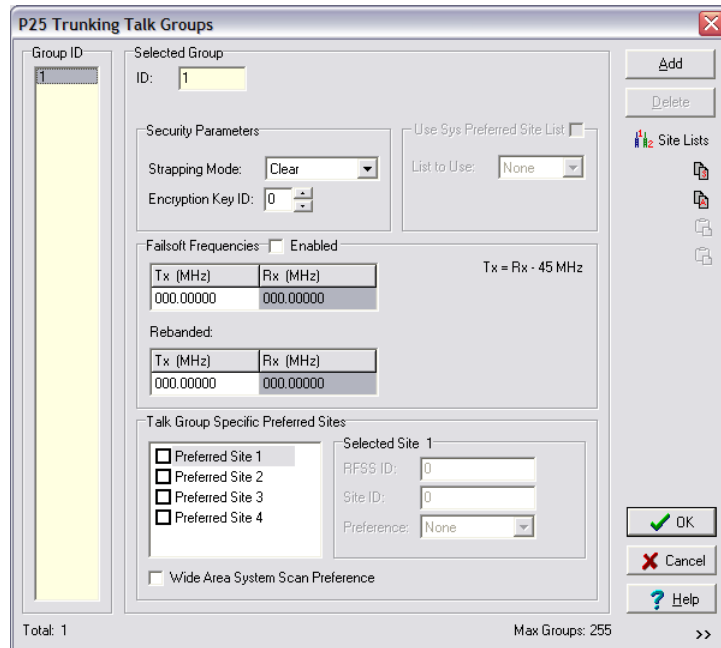 P25 Trunking Talk Groups
Group ID
1
Selected Group
ID: 1
Security Parameters
Strapping Mode: Clear
Encryption Key ID: 0
Use Sys Preferred Site List
List to Use: None
Failsoft Frequencies Enabled
Tx = Rx - 45 MHz
Tx (MHz) Rx (MHz)
000.00000 000.00000
Rebanded:
Tx (MHz) Rx (MHz)
000.00000 000.00000
Talk Group Specific Preferred Sites
Preferred Site 1
Preferred Site 2
Preferred Site 3
Preferred Site 4
Selected Site 1
RFSS ID: 0
Site ID: 0
Preference: None
Wide Area System Scan Preference
Add
Delete
1 2 Site Lists
S
A
OK
Cancel
? Help
Total: 1
Max Groups: 255
>>